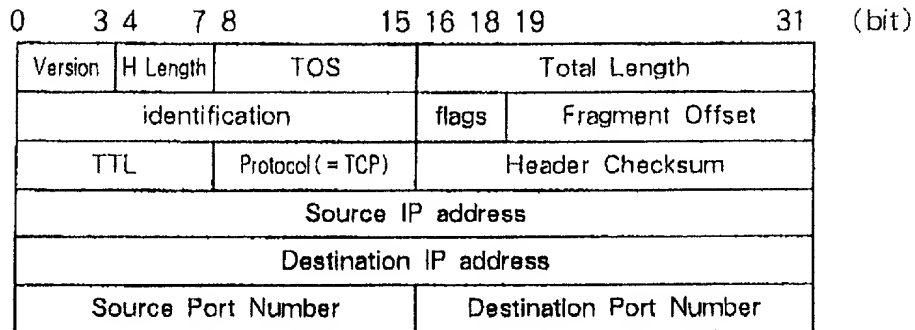 0 3 4 7 8 15 16 18 19 31 (bit)
Version H Length TOS Total Length
identification flags Fragment Offset
TTL Protocol (=TCP) Header Checksum
Source IP address
Destination IP address
Source Port Number Destination Port Number